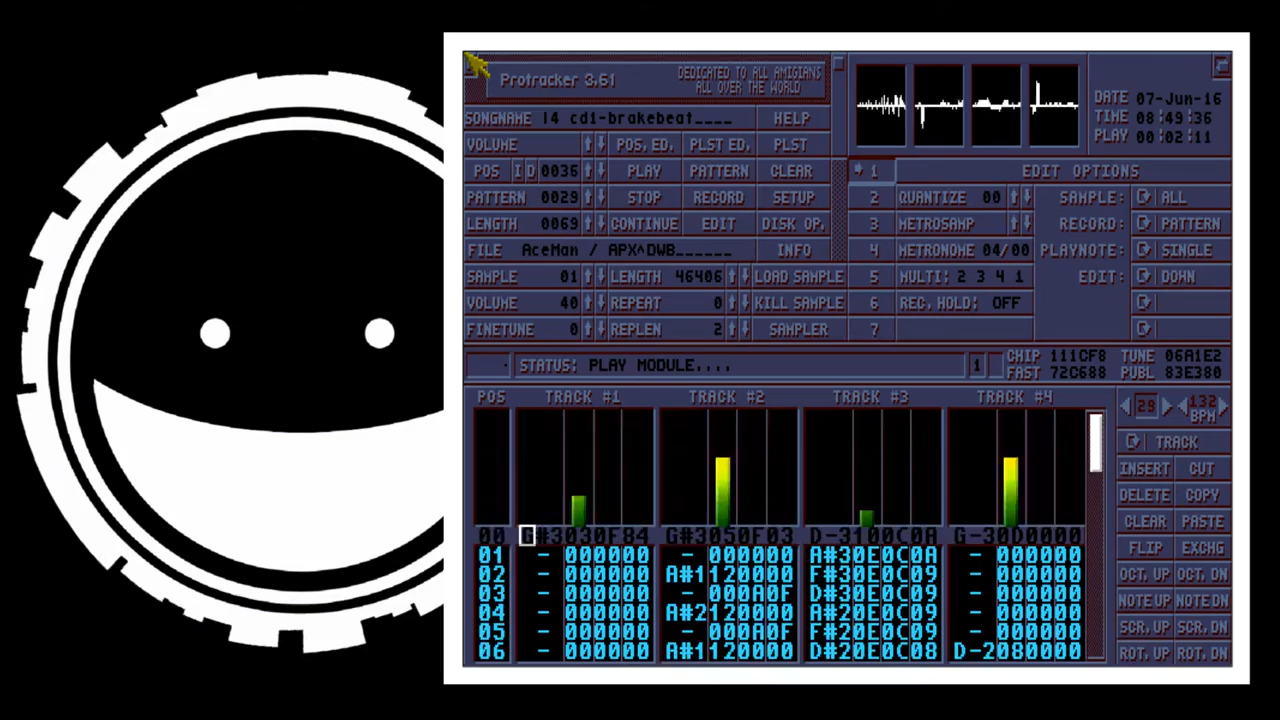 Protracker 3.61 DEDICATED TO ALL AMIGIANS
ALL OVER THE WORLD
DATE 07-Jun-16
TIME 08:49:36
PLAY 00:02:11
SONGNAME 14 cd1-brakebeat____ HELP
VOLUME POS. ED. PLST ED. PLST
POS I D 0036 PLAY PATTERN CLEAR 1 EDIT OPTIONS
PATTERN 0029 STOP RECORD SETUP 2 QUANTIZE 00 SAMPLE: ALL
LENGTH 0069 CONTINUE EDIT DISK OP. 3 METROSAMP RECORD: PATTERN
FILE AceMan / APX^DWB______ INFO 4 METRONOME 04/00 PLAYNOTE: SINGLE
SAMPLE 01 LENGTH 46406 LOAD SAMPLE 5 MULTI: 2 3 4 1 EDIT: DOWN
VOLUME 40 REPEAT 0 KILL SAMPLE 6 REC. HOLD: OFF
FINETUNE 0 REPLEN 2 SAMPLER 7
STATUS: PLAY MODULE.... 1 CHIP 111CF8 TUNE 06A1E2
FAST 72C688 PUBL 83E380
POS TRACK #1 TRACK #2 TRACK #3 TRACK #4
29 132
BPM
TRACK
INSERT CUT
DELETE COPY
CLEAR PASTE
00 G#3030F84 G#3050F03 D-3100C0A G-30D0000
FLIP EXCHG
01 - 000000 - 000000 A#30E0C0A - 000000
02 - 000000 A#1120000 F#30E0C09 - 000000 OCT. UP OCT. DN
03 - 000000 - 000A0F D#30E0C09 - 000000 NOTE UP NOTE DN
04 - 000000 A#2120000 A#20E0C09 - 000000
05 - 000000 - 000A0F F#20E0C09 - 000000 SCR. UP SCR. DN
06 - 000000 A#1120000 D#20E0C08 D-2080000 ROT. UP ROT. DN